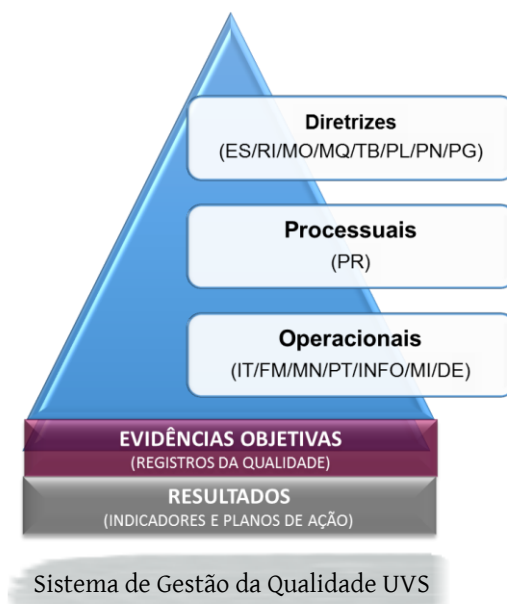 Diretrizes
(ES/RI/MO/MQ/TB/PL/PN/PG)
Processuais
(PR)
Operacionais
(IT/FM/MN/PT/INFO/MI/DE)
EVIDÊNCIAS OBJETIVAS
(REGISTROS DA QUALIDADE)
RESULTADOS
(INDICADORES E PLANOS DE AÇÃO)
Sistema de Gestão da Qualidade UVS